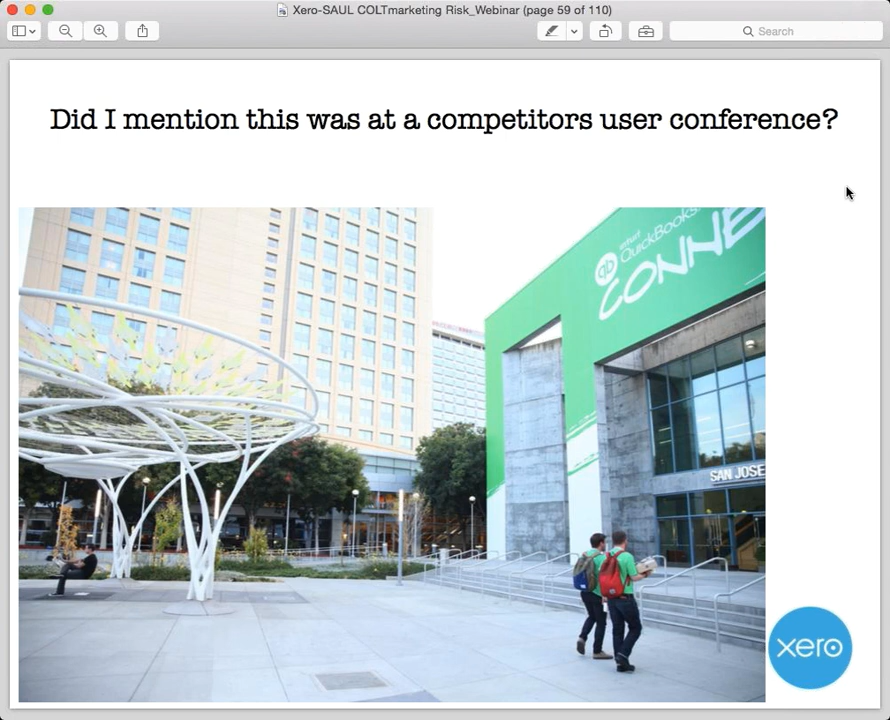 Xero-SAUL COLTmarketing Risk_Webinar (page 59 of 110)
Search
Did I mention this was at a competitors user conference?
intuit
qb QuickBooks
CONNE
SAN JOSE
xero